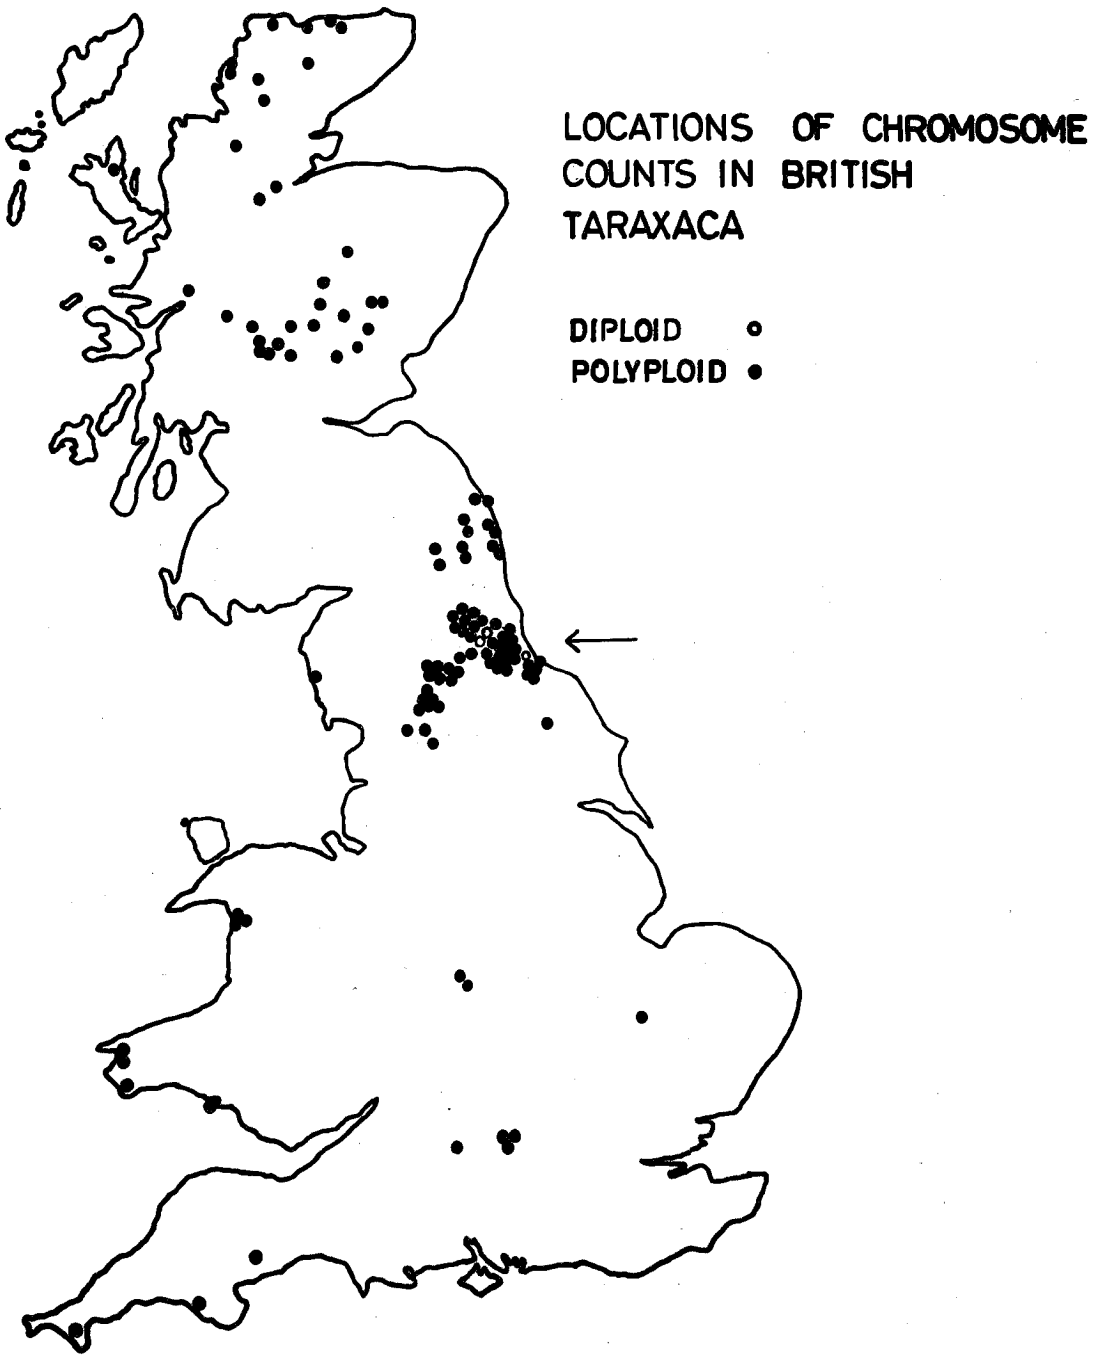 LOCATIONS OF CHROMOSOME
COUNTS IN BRITISH
TARAXACA
DIPLOID
POLYPLOID